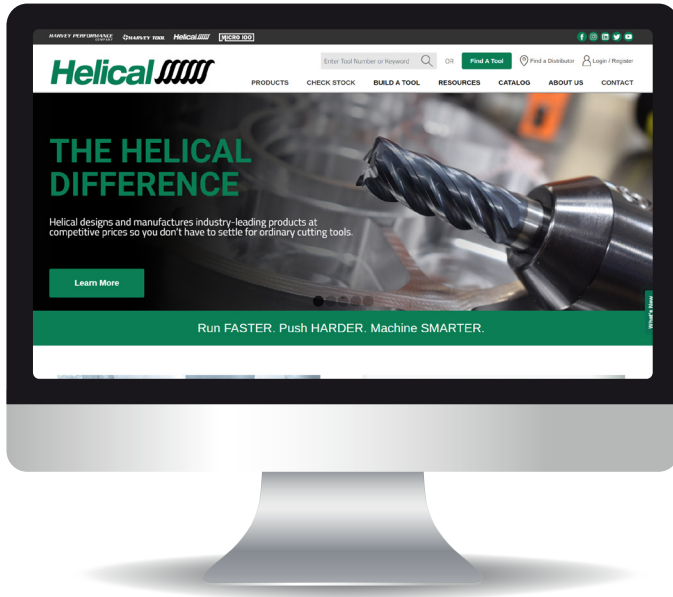 HARVEY PERFORMANCE COMPANY HARVEY TOOL Helical MICRO 100
Helical
Enter Tool Number or Keyword OR Find A Tool Find a Distributor Login / Register
PRODUCTS CHECK STOCK BUILD A TOOL RESOURCES CATALOG ABOUT US CONTACT
THE HELICAL
DIFFERENCE
Helical designs and manufactures industry-leading products at
competitive prices so you don't have to settle for ordinary cutting tools.
Learn More
What's New
Run FASTER. Push HARDER. Machine SMARTER.